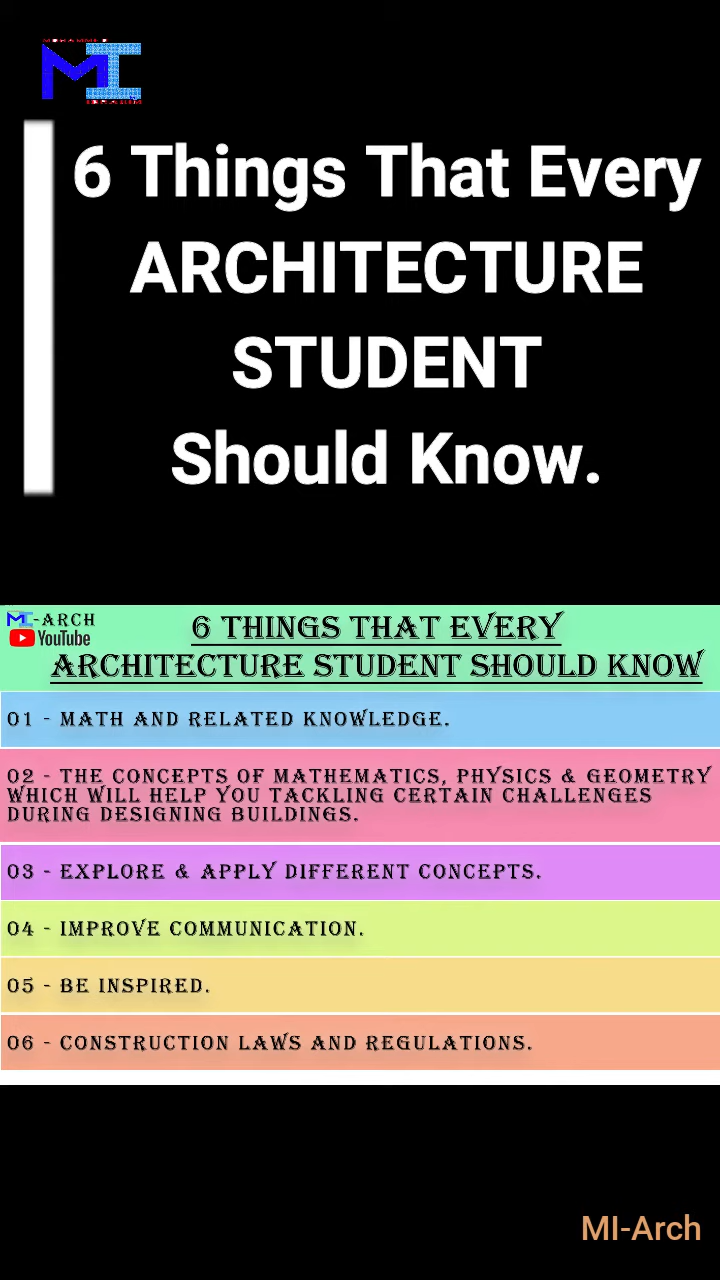 MI
6 Things That Every
ARCHITECTURE
STUDENT
Should Know.
MI-ARCH
YouTube
6 THINGS THAT EVERY
ARCHITECTURE STUDENT SHOULD KNOW
01 - MATH AND RELATED KNOWLEDGE.
02 - THE CONCEPTS OF MATHEMATICS, PHYSICS & GEOMETRY
WHICH WILL HELP YOU TACKLING CERTAIN CHALLENGES
DURING DESIGNING BUILDINGS.
03 - EXPLORE & APPLY DIFFERENT CONCEPTS.
04 - IMPROVE COMMUNICATION.
05 - BE INSPIRED.
06 - CONSTRUCTION LAWS AND REGULATIONS.
MI-Arch